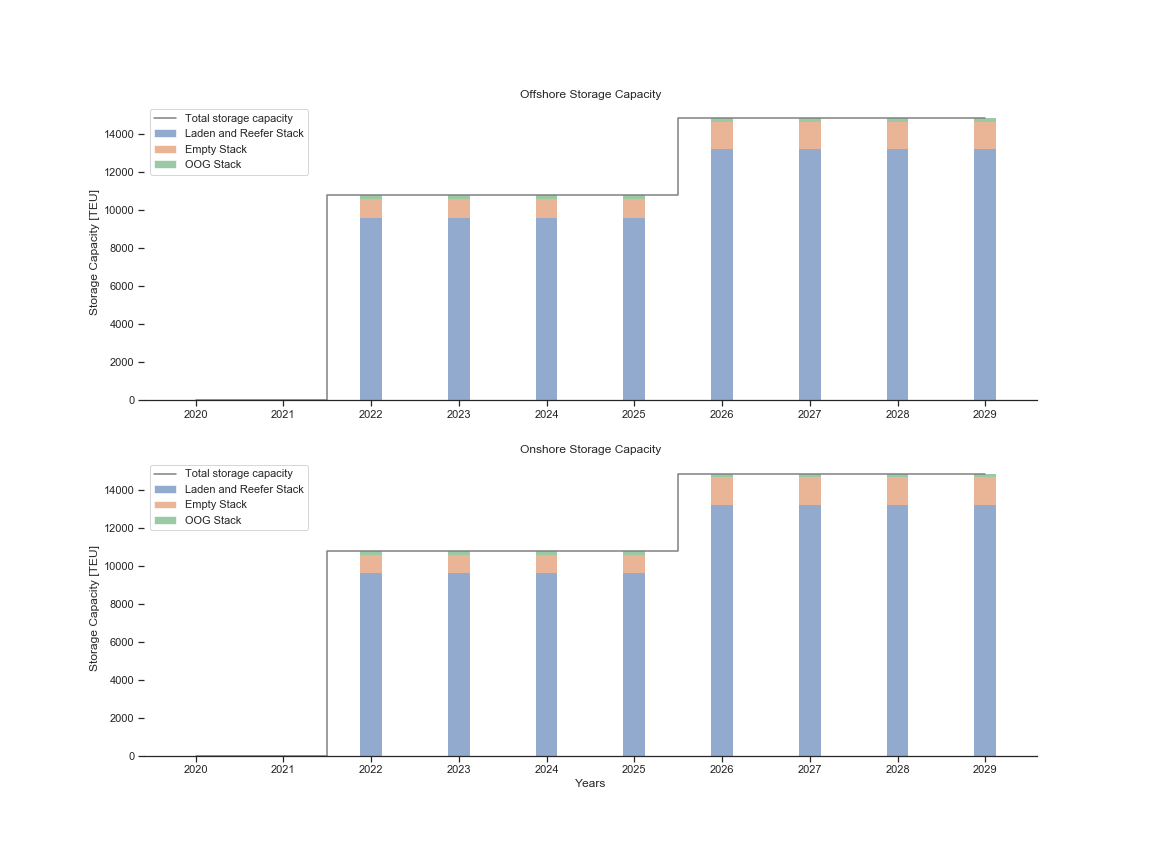 Offshore Storage Capacity
Total storage capacity
Laden and Reefer Stack
Empty Stack
OOG Stack
Storage Capacity [TEU]
14000
12000
10000
8000
6000
4000
2000
0
2020 2021 2022 2023 2024 2025 2026 2027 2028 2029
Onshore Storage Capacity
Total storage capacity
Laden and Reefer Stack
Empty Stack
OOG Stack
Storage Capacity [TEU]
14000
12000
10000
8000
6000
4000
2000
0
2020 2021 2022 2023 2024 2025 2026 2027 2028 2029
Years